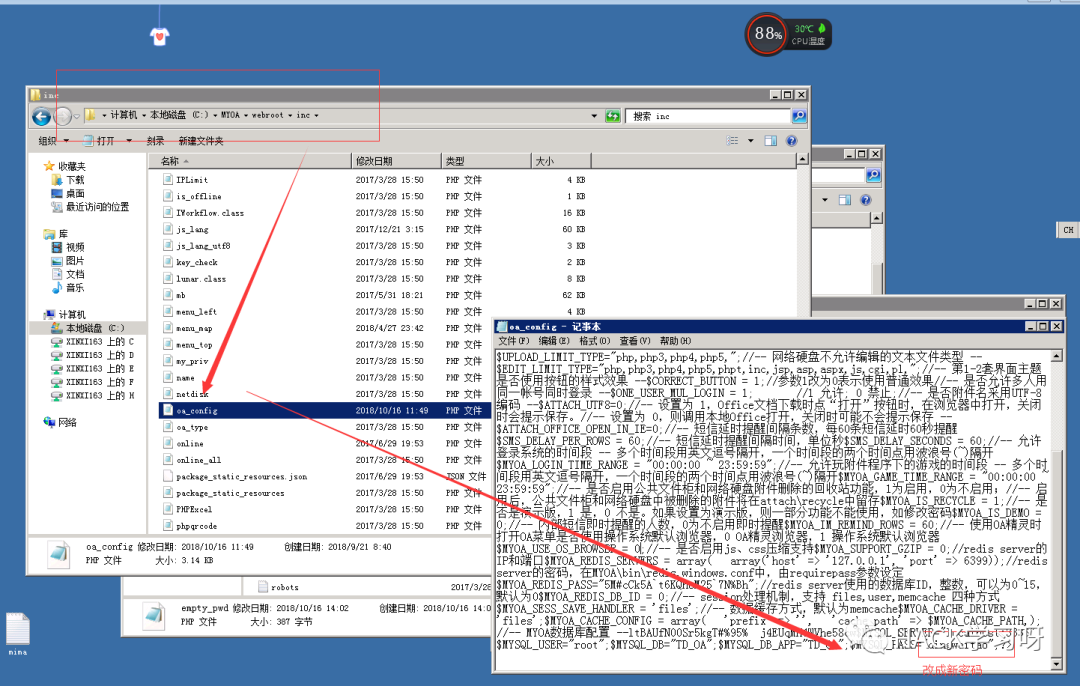 88%
30℃
CPU温度
inc
计算机 本地磁盘 (C:) MYOA webroot inc
搜索 inc
组织 打开 刻录 新建文件夹
名称 修改日期 类型 大小
收藏夹
下载
桌面
最近访问的位置
库
视频
图片
文档
音乐
计算机
本地磁盘 (C:)
XINXI163 上的 C
XINXI163 上的 D
XINXI163 上的 E
XINXI163 上的 F
XINXI163 上的 H
网络
IPLimit 2017/3/28 15:50 PHP 文件 4 KB
is_offline 2017/3/28 15:50 PHP 文件 1 KB
IWorkflow.class 2017/3/28 15:50 PHP 文件 16 KB
js_lang 2017/12/21 3:15 PHP 文件 60 KB
js_lang_utf8 2017/3/28 15:50 PHP 文件 3 KB
key_check 2017/3/28 15:50 PHP 文件 2 KB
lunar.class 2017/3/28 15:50 PHP 文件 8 KB
mb 2017/5/31 18:21 PHP 文件 62 KB
menu_left 2017/3/28 15:50 PHP 文件 4 KB
menu_map 2018/4/27 23:42 PHP 文件
menu_top 2017/3/28 15:50 PHP 文件
my_priv 2017/3/28 15:50 PHP 文件
name 2017/3/28 15:50 PHP 文件
netdisk 2017/3/28 15:50 PHP 文件
oa_config 2018/10/16 11:49 PHP 文件
oa_type 2017/3/28 15:50 PHP 文件
online 2017/6/29 19:53 PHP 文件
online_all 2017/3/28 15:50 PHP 文件
package_static_resources.json 2017/6/29 19:53 JSON 文件
package_static_resources 2017/3/28 15:50 PHP 文件
PHPExcel 2017/3/28 15:50 PHP 文件
phpqrcode 2017/3/28 15:50 PHP 文件
oa_config 修改日期: 2018/10/16 11:49 创建日期: 2018/9/21 8:40
PHP 文件 大小: 3.14 KB
robots 2017/3/28
empty_pwd 修改日期: 2018/10/16 14:02 创建日期: 2018/10/16 14:0
PHP 文件 大小: 387 字节
mina
CH
oa_config - 记事本
文件(F) 编辑(E) 格式(O) 查看(V) 帮助(H)
$UPLOAD_LIMIT_TYPE="php,php3,php4,php5,";//-- 网络硬盘不允许编辑的文本文件类型 --
$EDIT_LIMIT_TYPE="php,php3,php4,php5,phpt,inc,jsp,asp,aspx,js,cgi,pl,";//-- 第1-2套界面主题
是否使用按钮的样式效果 --$CORRECT_BUTTON = 1;//参数1改为0表示使用普通效果//-- 是否允许多人用
同一帐号同时登录 --$ONE_USER_MUL_LOGIN = 1; //1 允许, 0 禁止;//-- 是否附件名采用UTF-8
编码 --$ATTACH_UTF8=0;//-- 设置为 1, Office文档下载时点“打开”按钮时, 在浏览器中打开, 关闭
时会提示保存。//-- 设置为 0, 则调用本地Office打开, 关闭时可能不会提示保存 --
$ATTACH_OFFICE_OPEN_IN_IE=0;//-- 短信延时提醒间隔条数, 每60条短信延时60秒提醒
$SMS_DELAY_PER_ROWS = 60;//-- 短信延时提醒间隔时间, 单位秒$SMS_DELAY_SECONDS = 60;//-- 允许
登录系统的时间段 -- 多个时间段用英文逗号隔开, 一个时间段的两个时间点用波浪号(~)隔开
$MYOA_LOGIN_TIME_RANGE = "00:00:00 ~ 23:59:59";//-- 允许玩附件程序下的游戏的时间段 -- 多个时
间段用英文逗号隔开, 一个时间段的两个时间点用波浪号(~)隔开$MYOA_GAME_TIME_RANGE = "00:00:00 ~
23:59:59";//-- 是否启用公共文件柜和网络硬盘附件删除的回收站功能, 1为启用, 0为不启用; //-- 启
用后, 公共文件柜和网络硬盘中被删除的附件将在attach\recycle中留存$MYOA_IS_RECYCLE = 1;//-- 是
否是演示版, 1 是, 0 不是。如果设置为演示版, 则一部分功能不能使用, 如修改密码$MYOA_IS_DEMO =
0;//-- 内部短信即时提醒的人数, 0为不启用即时提醒$MYOA_IM_REMIND_ROWS = 60;//-- 使用OA精灵时
打开OA菜单是否使用操作系统默认浏览器, 0 OA精灵浏览器, 1 操作系统默认浏览器
$MYOA_USE_OS_BROWSER = 0;//-- 是否启用js、css压缩支持$MYOA_SUPPORT_GZIP = 0;//redis server的
IP和端口$MYOA_REDIS_SERVERS = array( array('host' => '127.0.0.1', 'port' => 6399));//redis
server的密码, 在MYOA\bin\redis.windows.conf中, 由requirepass参数设定
$MYOA_REDIS_PASS="5M#cCk5A`t6KQhcM25`?N%Bh";//redis server使用的数据库ID, 整数, 可以为0~15,
默认为0$MYOA_REDIS_DB_ID = 0;//-- session处理机制, 支持 files,user,memcache 四种方式
$MYOA_SESS_SAVE_HANDLER = 'files';//-- 数据缓存方式, 默认为memcache$MYOA_CACHE_DRIVER =
'files';$MYOA_CACHE_CONFIG = array( 'prefix' => '', 'cache_path' => $MYOA_CACHE_PATH,);
//-- MYOA数据库配置
$MYSQL_USER="root";$MYSQL_DB="TD_OA";$MYSQL_DB_APP="TD_
改成新密码